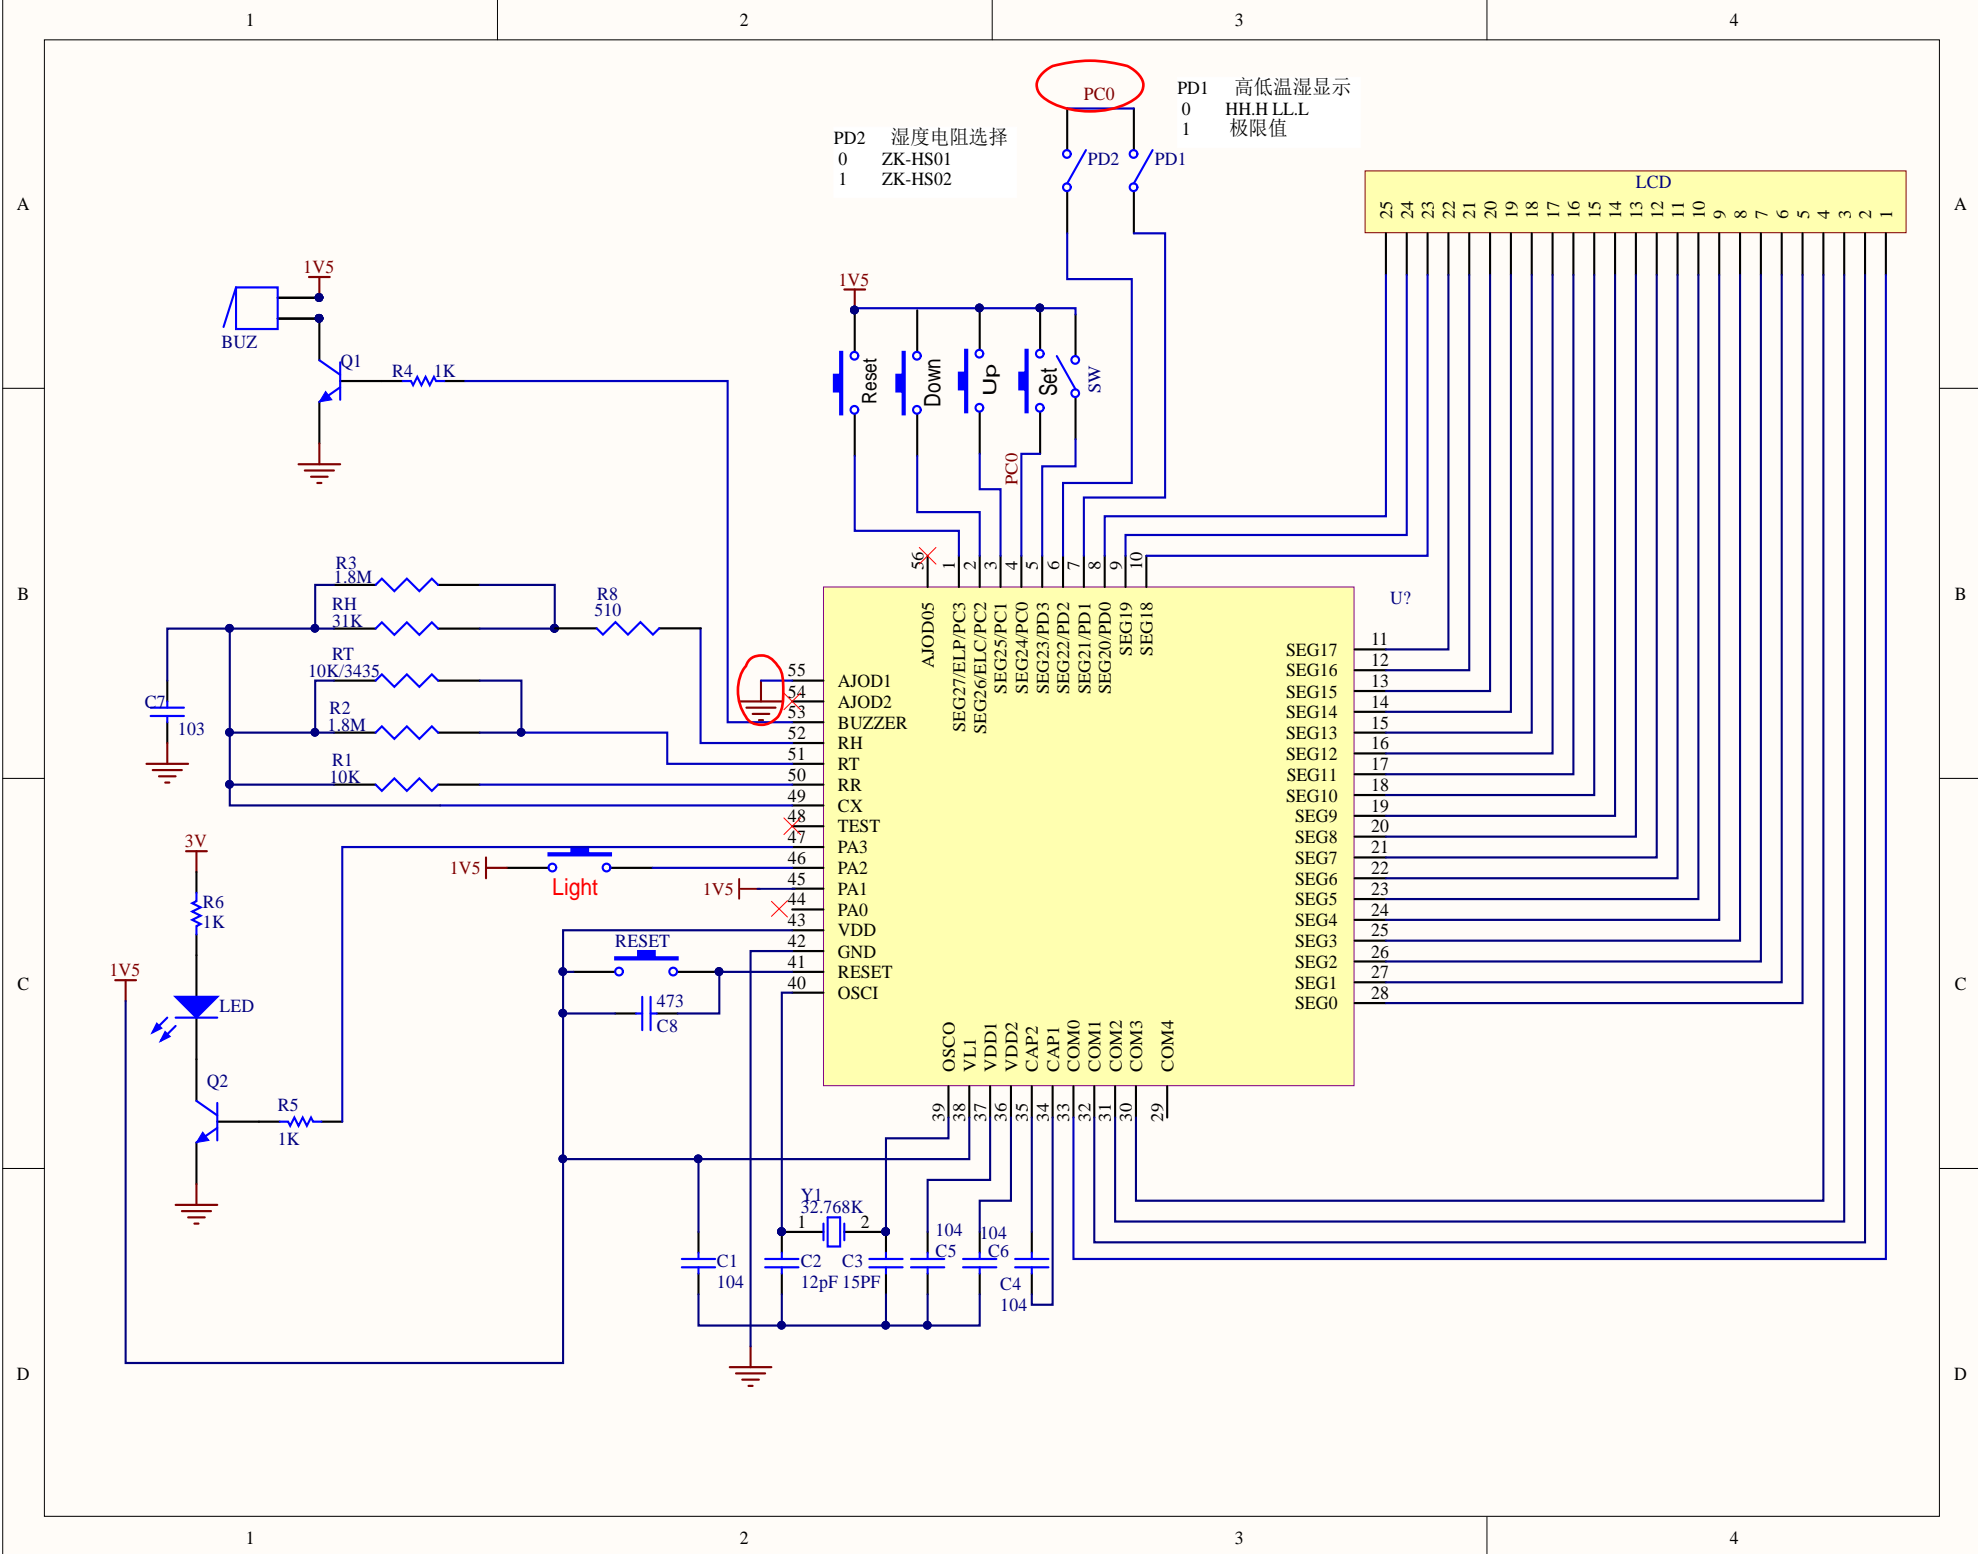 1 2 3 4
A
B
C
D
PC0
PD1 高低温湿显示
0 HH.H LL.L
1 极限值
PD2 湿度电阻选择
0 ZK-HS01
1 ZK-HS02
PD2
PD1
LCD
25 24 23 22 21 20 19 18 17 16 15 14 13 12 11 10 9 8 7 6 5 4 3 2 1
A
B
C
D
1V5
BUZ
Q1
R4 1K
1V5
Reset
Down
Up
Set
SW
PC0
R3
1.8M
RH
31K
R8
510
RT
10K/3435
R2
1.8M
R1
10K
C7
103
56 1 2 3 4 5 6 7 8 9 10
AJOD05
SEG27/ELP/PC3
SEG26/ELC/PC2
SEG25/PC1
SEG24/PC0
SEG23/PD3
SEG22/PD2
SEG21/PD1
SEG20/PD0
SEG19
SEG18
U?
55 AJOD1
54 AJOD2
53 BUZZER
52 RH
51 RT
50 RR
49 CX
48 TEST
47 PA3
46 PA2
45 PA1
44 PA0
43 VDD
42 GND
41 RESET
40 OSCI
SEG17 11
SEG16 12
SEG15 13
SEG14 14
SEG13 15
SEG12 16
SEG11 17
SEG10 18
SEG9 19
SEG8 20
SEG7 21
SEG6 22
SEG5 23
SEG4 24
SEG3 25
SEG2 26
SEG1 27
SEG0 28
3V
1V5
Light
1V5
R6
1K
RESET
473
C8
1V5
LED
Q2
R5
1K
OSCO
VL1
VDD1
VDD2
CAP2
CAP1
COM0
COM1
COM2
COM3
COM4
39 38 37 36 35 34 33 32 31 30 29
Y1
32.768K
1 2
C1
104
C2
12pF
C3
15PF
104
C5
104
C6
C4
104
1 2 3 4